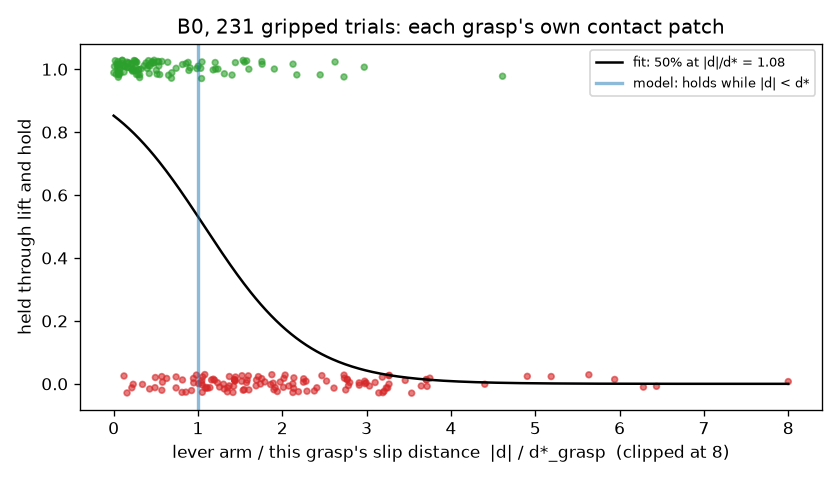 B0, 231 gripped trials: each grasp's own contact patch
fit: 50% at |d|/d* = 1.08
model: holds while |d| < d*
held through lift and hold
1.0
0.8
0.6
0.4
0.2
0.0
0 1 2 3 4 5 6 7 8
lever arm / this grasp's slip distance |d| / d*_grasp (clipped at 8)